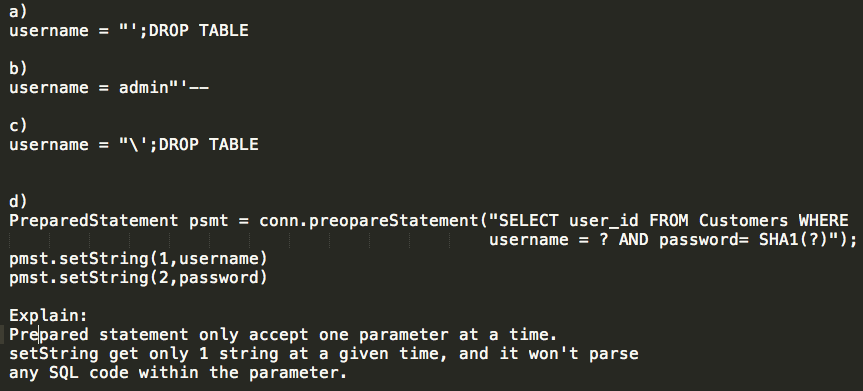 a)
username = "';DROP TABLE
b)
username = admin"'--
c)
username = "\';DROP TABLE
d)
PreparedStatement psmt = conn.preopareStatement("SELECT user_id FROM Customers WHERE
username = ? AND password= SHA1(?)");
pmst.setString(1,username)
pmst.setString(2,password)
Explain:
Prepared statement only accept one parameter at a time.
setString get only 1 string at a given time, and it won't parse
any SQL code within the parameter.